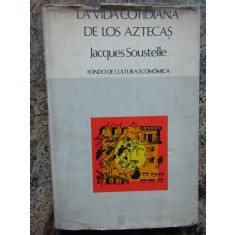 LA VIDA COTIDIANA
DE LOS AZTECAS
Jacques Soustelle
FONDO DE CULTURA ECONÓMICA